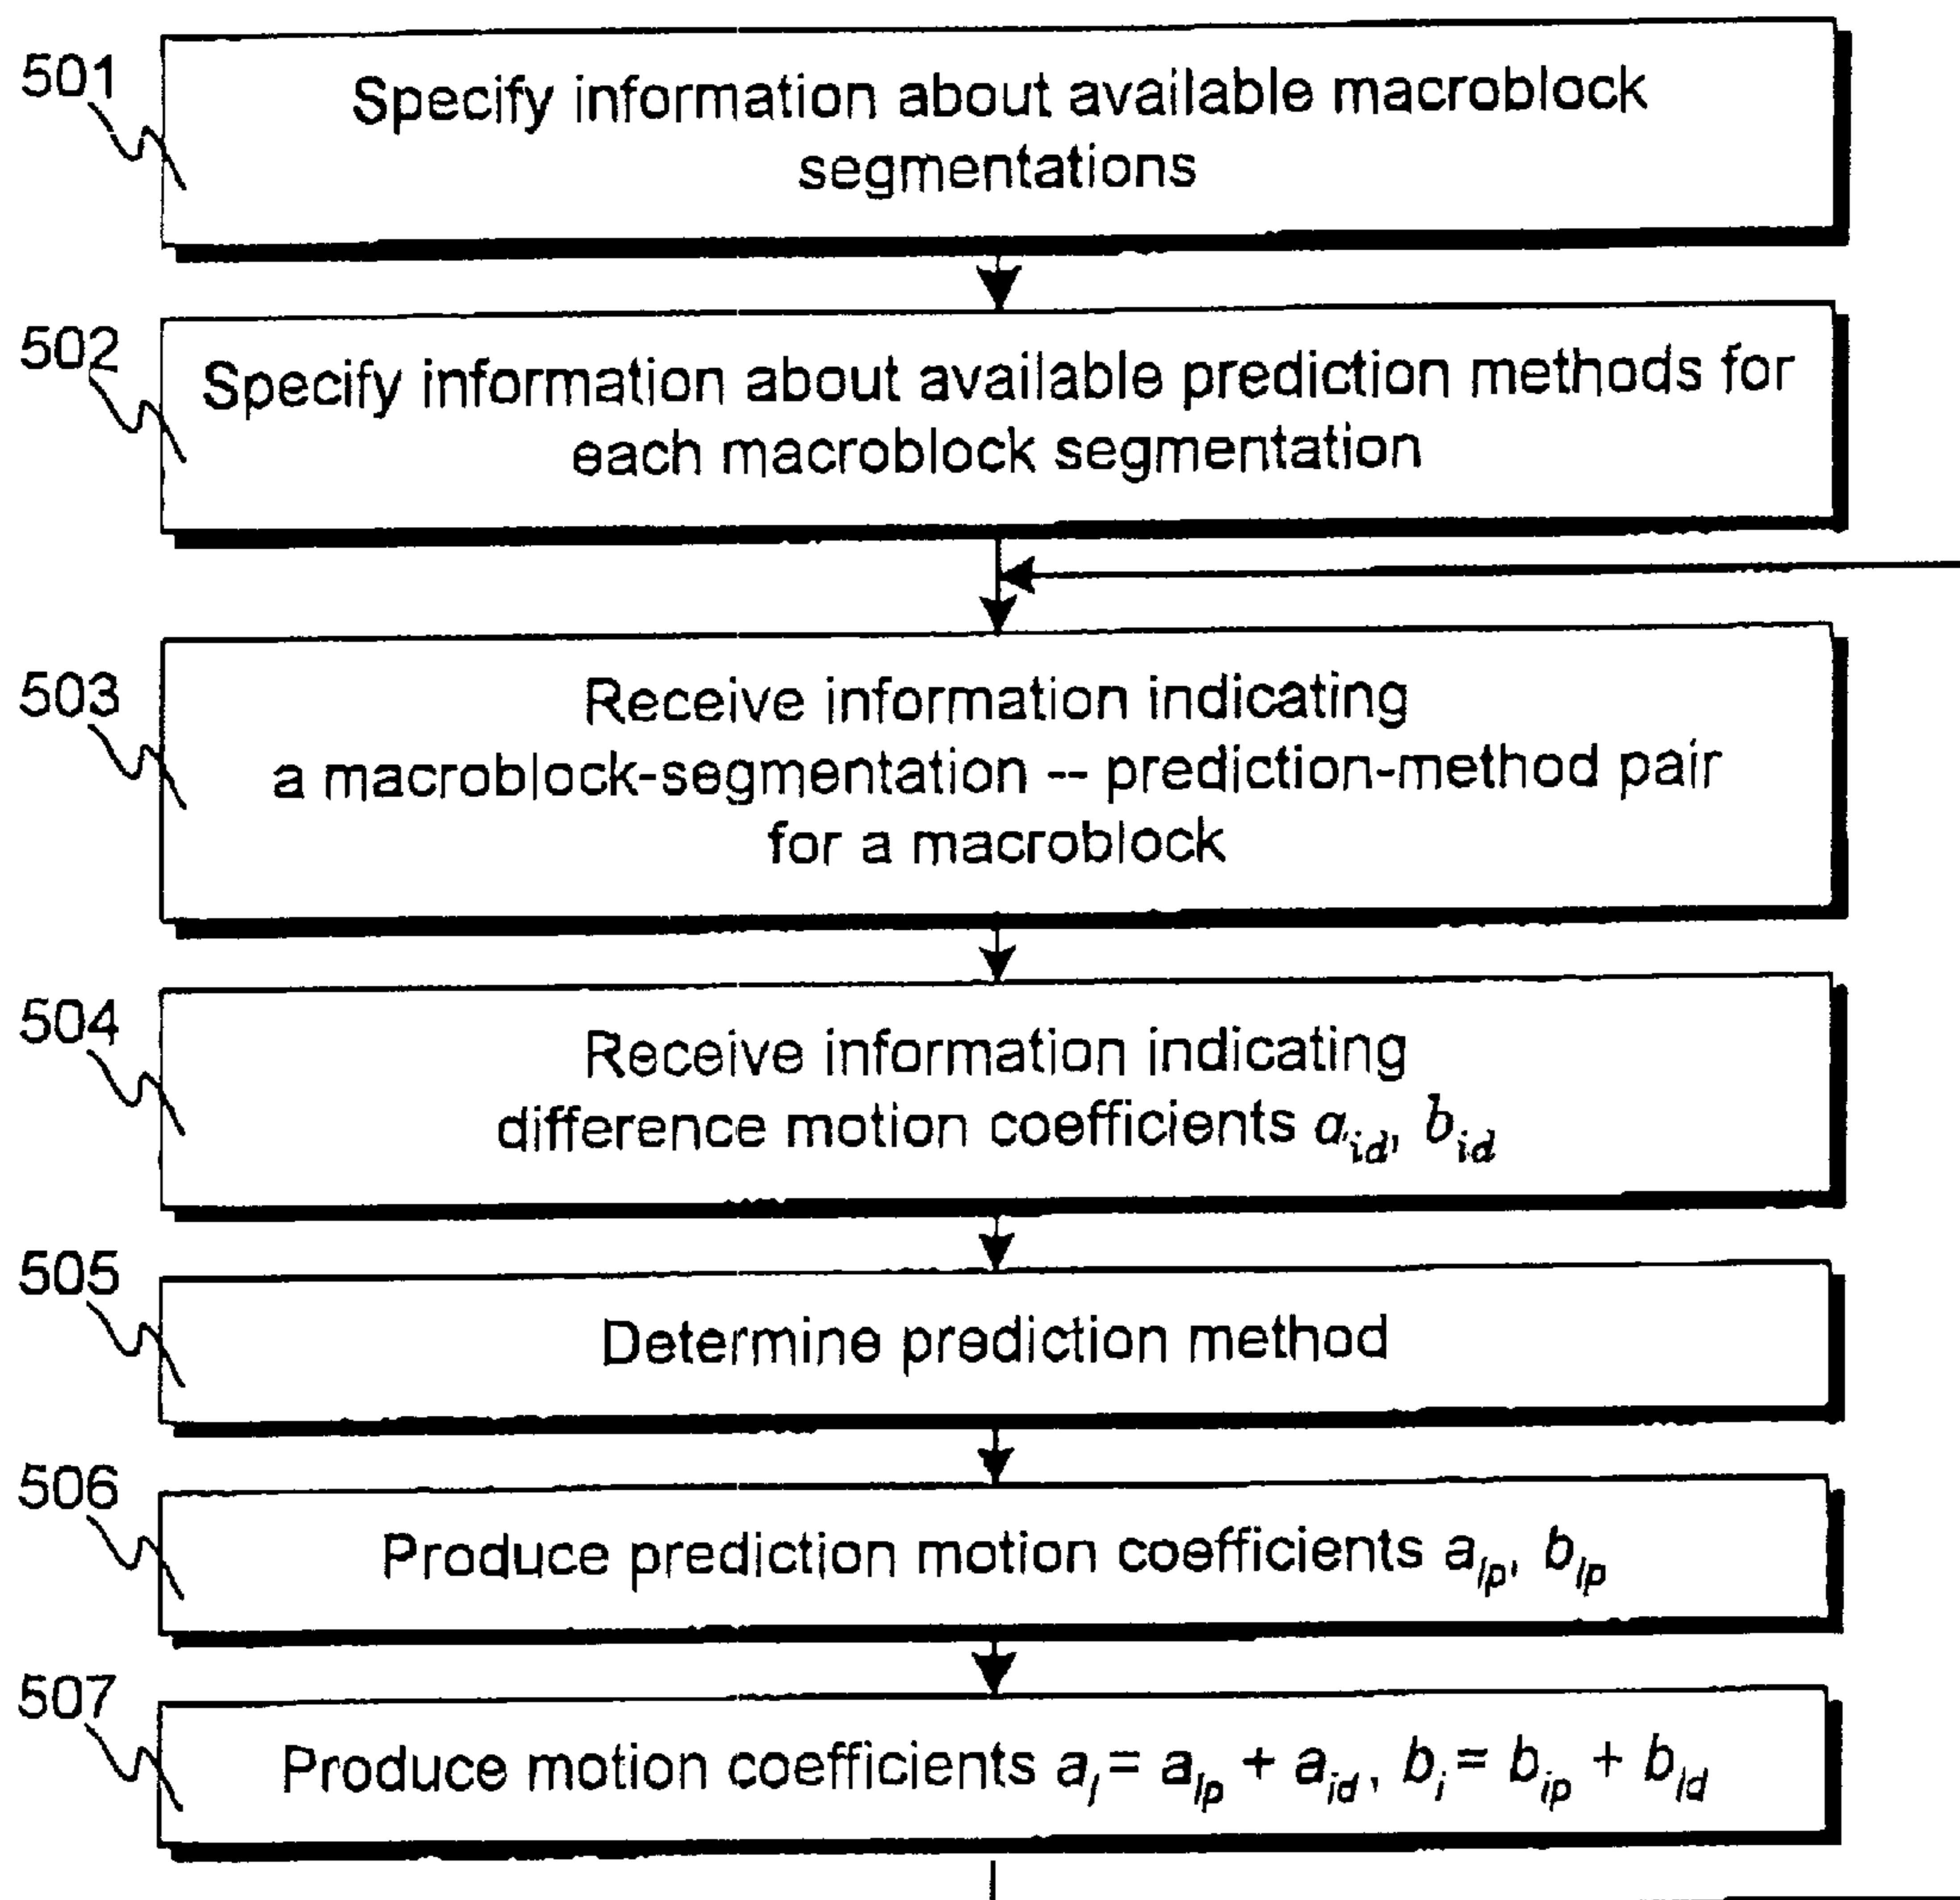 501
Specify information about available macroblock
segmentations
502
Specify information about available prediction methods for
each macroblock segmentation
503
Receive information indicating
a macroblock-segmentation -- prediction-method pair
for a macroblock
504
Receive information indicating
difference motion coefficients a_id, b_id
505
Determine prediction method
506
Produce prediction motion coefficients a_ip, b_ip
507
Produce motion coefficients a_i = a_ip + a_id, b_i = b_ip + b_id